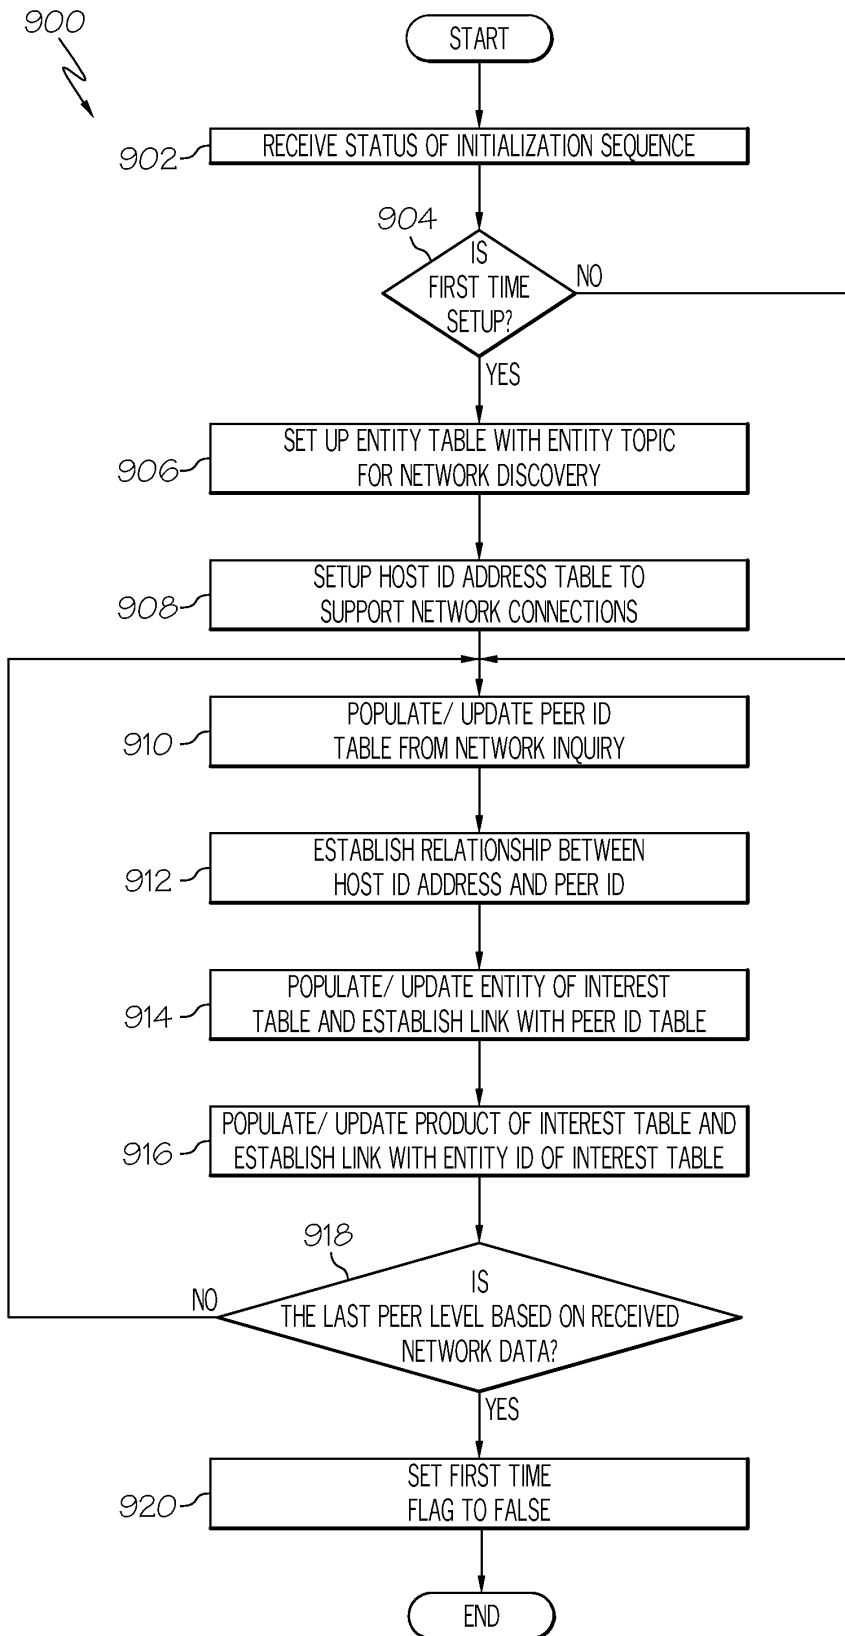 900
START
902
RECEIVE STATUS OF INITIALIZATION SEQUENCE
904
IS
FIRST TIME
SETUP?
NO
YES
906
SET UP ENTITY TABLE WITH ENTITY TOPIC
FOR NETWORK DISCOVERY
908
SETUP HOST ID ADDRESS TABLE TO
SUPPORT NETWORK CONNECTIONS
910
POPULATE/ UPDATE PEER ID
TABLE FROM NETWORK INQUIRY
912
ESTABLISH RELATIONSHIP BETWEEN
HOST ID ADDRESS AND PEER ID
914
POPULATE/ UPDATE ENTITY OF INTEREST
TABLE AND ESTABLISH LINK WITH PEER ID TABLE
916
POPULATE/ UPDATE PRODUCT OF INTEREST TABLE AND
ESTABLISH LINK WITH ENTITY ID OF INTEREST TABLE
918
NO
IS
THE LAST PEER LEVEL BASED ON RECEIVED
NETWORK DATA?
YES
920
SET FIRST TIME
FLAG TO FALSE
END